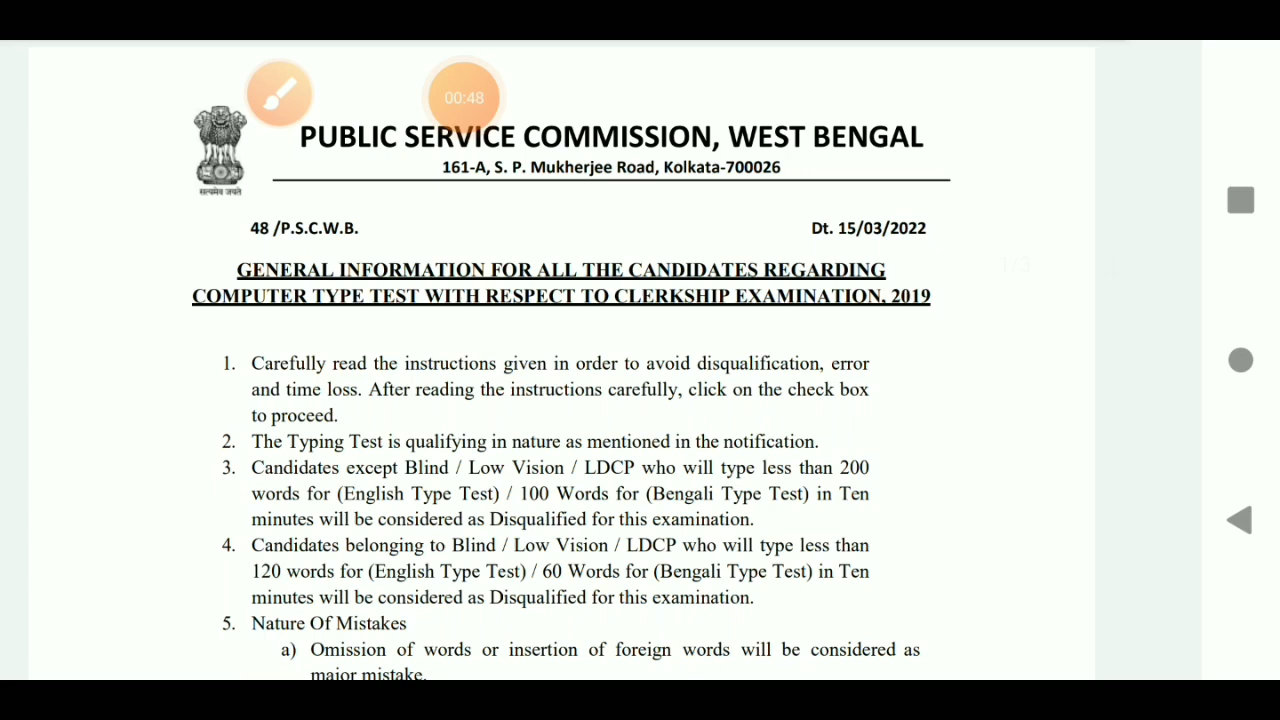 00:48
PUBLIC SERVICE COMMISSION, WEST BENGAL
161-A, S. P. Mukherjee Road, Kolkata-700026
सत्यमेव जयते
48 /P.S.C.W.B. Dt. 15/03/2022
1/3
GENERAL INFORMATION FOR ALL THE CANDIDATES REGARDING
COMPUTER TYPE TEST WITH RESPECT TO CLERKSHIP EXAMINATION, 2019
1. Carefully read the instructions given in order to avoid disqualification, error
and time loss. After reading the instructions carefully, click on the check box
to proceed.
2. The Typing Test is qualifying in nature as mentioned in the notification.
3. Candidates except Blind / Low Vision / LDCP who will type less than 200
words for (English Type Test) / 100 Words for (Bengali Type Test) in Ten
minutes will be considered as Disqualified for this examination.
4. Candidates belonging to Blind / Low Vision / LDCP who will type less than
120 words for (English Type Test) / 60 Words for (Bengali Type Test) in Ten
minutes will be considered as Disqualified for this examination.
5. Nature Of Mistakes
a) Omission of words or insertion of foreign words will be considered as
major mistake.